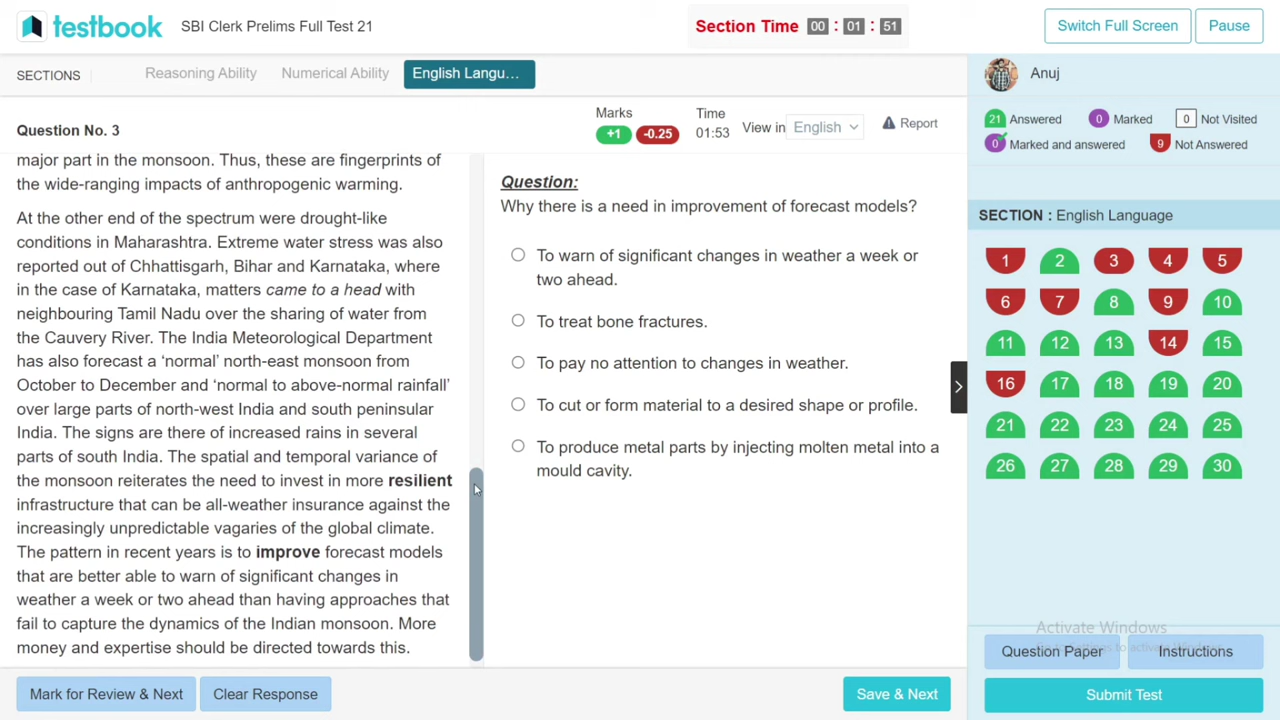 testbook
SBI Clerk Prelims Full Test 21
Section Time 00 : 01 : 51
Switch Full Screen
Pause
SECTIONS
Reasoning Ability
Numerical Ability
English Langu...
Anuj
Question No. 3
Marks
+1 -0.25
Time
01:53
View in English
Report
21 Answered
0 Marked
0 Not Visited
0 Marked and answered
9 Not Answered
major part in the monsoon. Thus, these are fingerprints of
the wide-ranging impacts of anthropogenic warming.
At the other end of the spectrum were drought-like
conditions in Maharashtra. Extreme water stress was also
reported out of Chhattisgarh, Bihar and Karnataka, where
in the case of Karnataka, matters came to a head with
neighbouring Tamil Nadu over the sharing of water from
the Cauvery River. The India Meteorological Department
has also forecast a ‘normal’ north-east monsoon from
October to December and ‘normal to above-normal rainfall’
over large parts of north-west India and south peninsular
India. The signs are there of increased rains in several
parts of south India. The spatial and temporal variance of
the monsoon reiterates the need to invest in more resilient
infrastructure that can be all-weather insurance against the
increasingly unpredictable vagaries of the global climate.
The pattern in recent years is to improve forecast models
that are better able to warn of significant changes in
weather a week or two ahead than having approaches that
fail to capture the dynamics of the Indian monsoon. More
money and expertise should be directed towards this.
Question:
Why there is a need in improvement of forecast models?
To warn of significant changes in weather a week or
two ahead.
To treat bone fractures.
To pay no attention to changes in weather.
To cut or form material to a desired shape or profile.
To produce metal parts by injecting molten metal into a
mould cavity.
SECTION : English Language
1 2 3 4 5
6 7 8 9 10
11 12 13 14 15
16 17 18 19 20
21 22 23 24 25
26 27 28 29 30
Activate Windows
Question Paper
Instructions
Mark for Review & Next
Clear Response
Save & Next
Submit Test